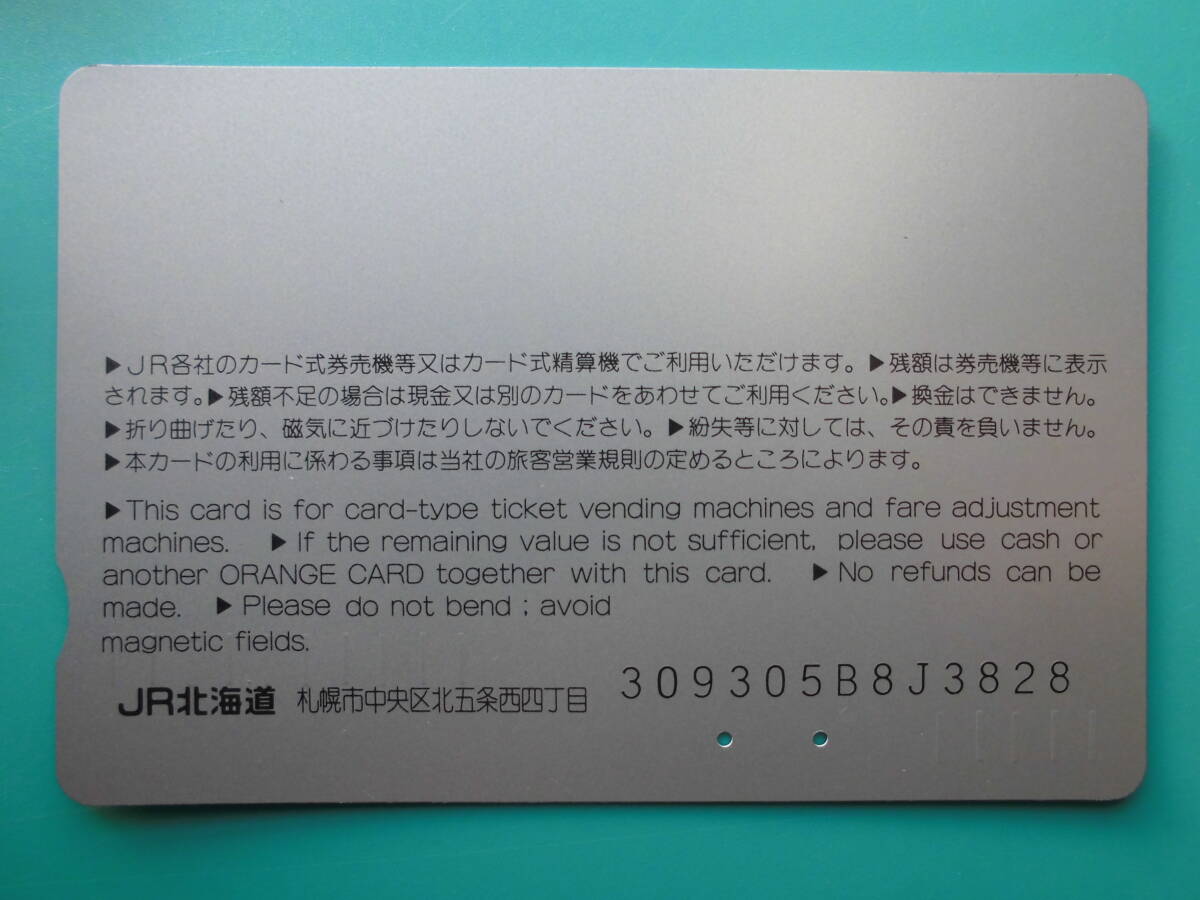 ▶JR各社のカード式券売機等又はカード式精算機でご利用いただけます。▶残額は券売機等に表示
されます。▶残額不足の場合は現金又は別のカードをあわせてご利用ください。▶換金はできません。
▶折り曲げたり、磁気に近づけたりしないでください。▶紛失等に対しては、その責を負いません。
▶本カードの利用に係わる事項は当社の旅客営業規則の定めるところによります。
▶This card is for card-type ticket vending machines and fare adjustment
machines. ▶If the remaining value is not sufficient, please use cash or
another ORANGE CARD together with this card. ▶No refunds can be
made. ▶Please do not bend ; avoid
magnetic fields.
JR北海道 札幌市中央区北五条西四丁目 309305B8J3828